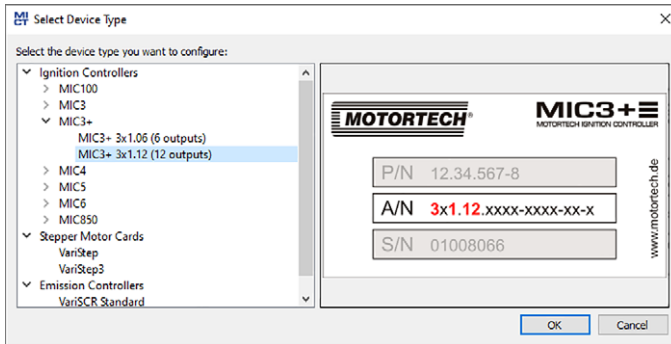 MICT Select Device Type
Select the device type you want to configure:
Ignition Controllers
MIC100
MIC3
MIC3+
MIC3+ 3x1.06 (6 outputs)
MIC3+ 3x1.12 (12 outputs)
MIC4
MIC5
MIC6
MIC850
Stepper Motor Cards
VariStep
VariStep3
Emission Controllers
VariSCR Standard
MOTORTECH®
MIC3+
MOTORTECH IGNITION CONTROLLER
P/N 12.34.567-8
A/N 3x1.12.xxxx-xxxx-xx-x
S/N 01008066
www.motortech.de
OK
Cancel